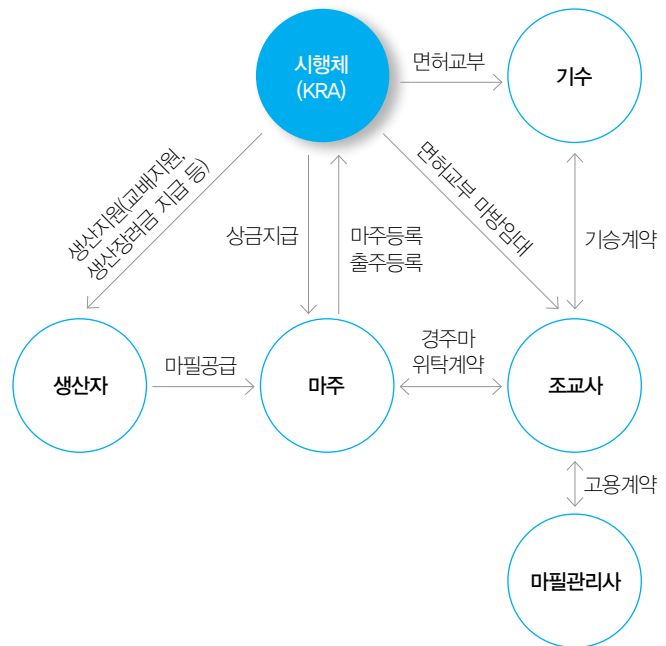 시행체
(KRA)
면허교부
기수
생산지원(교배지원,
생산장려금 지급 등)
상금지급
마주등록
출주등록
면허교부 마방임대
기승계약
생산자
마필공급
마주
경주마
위탁계약
조교사
고용계약
마필관리사